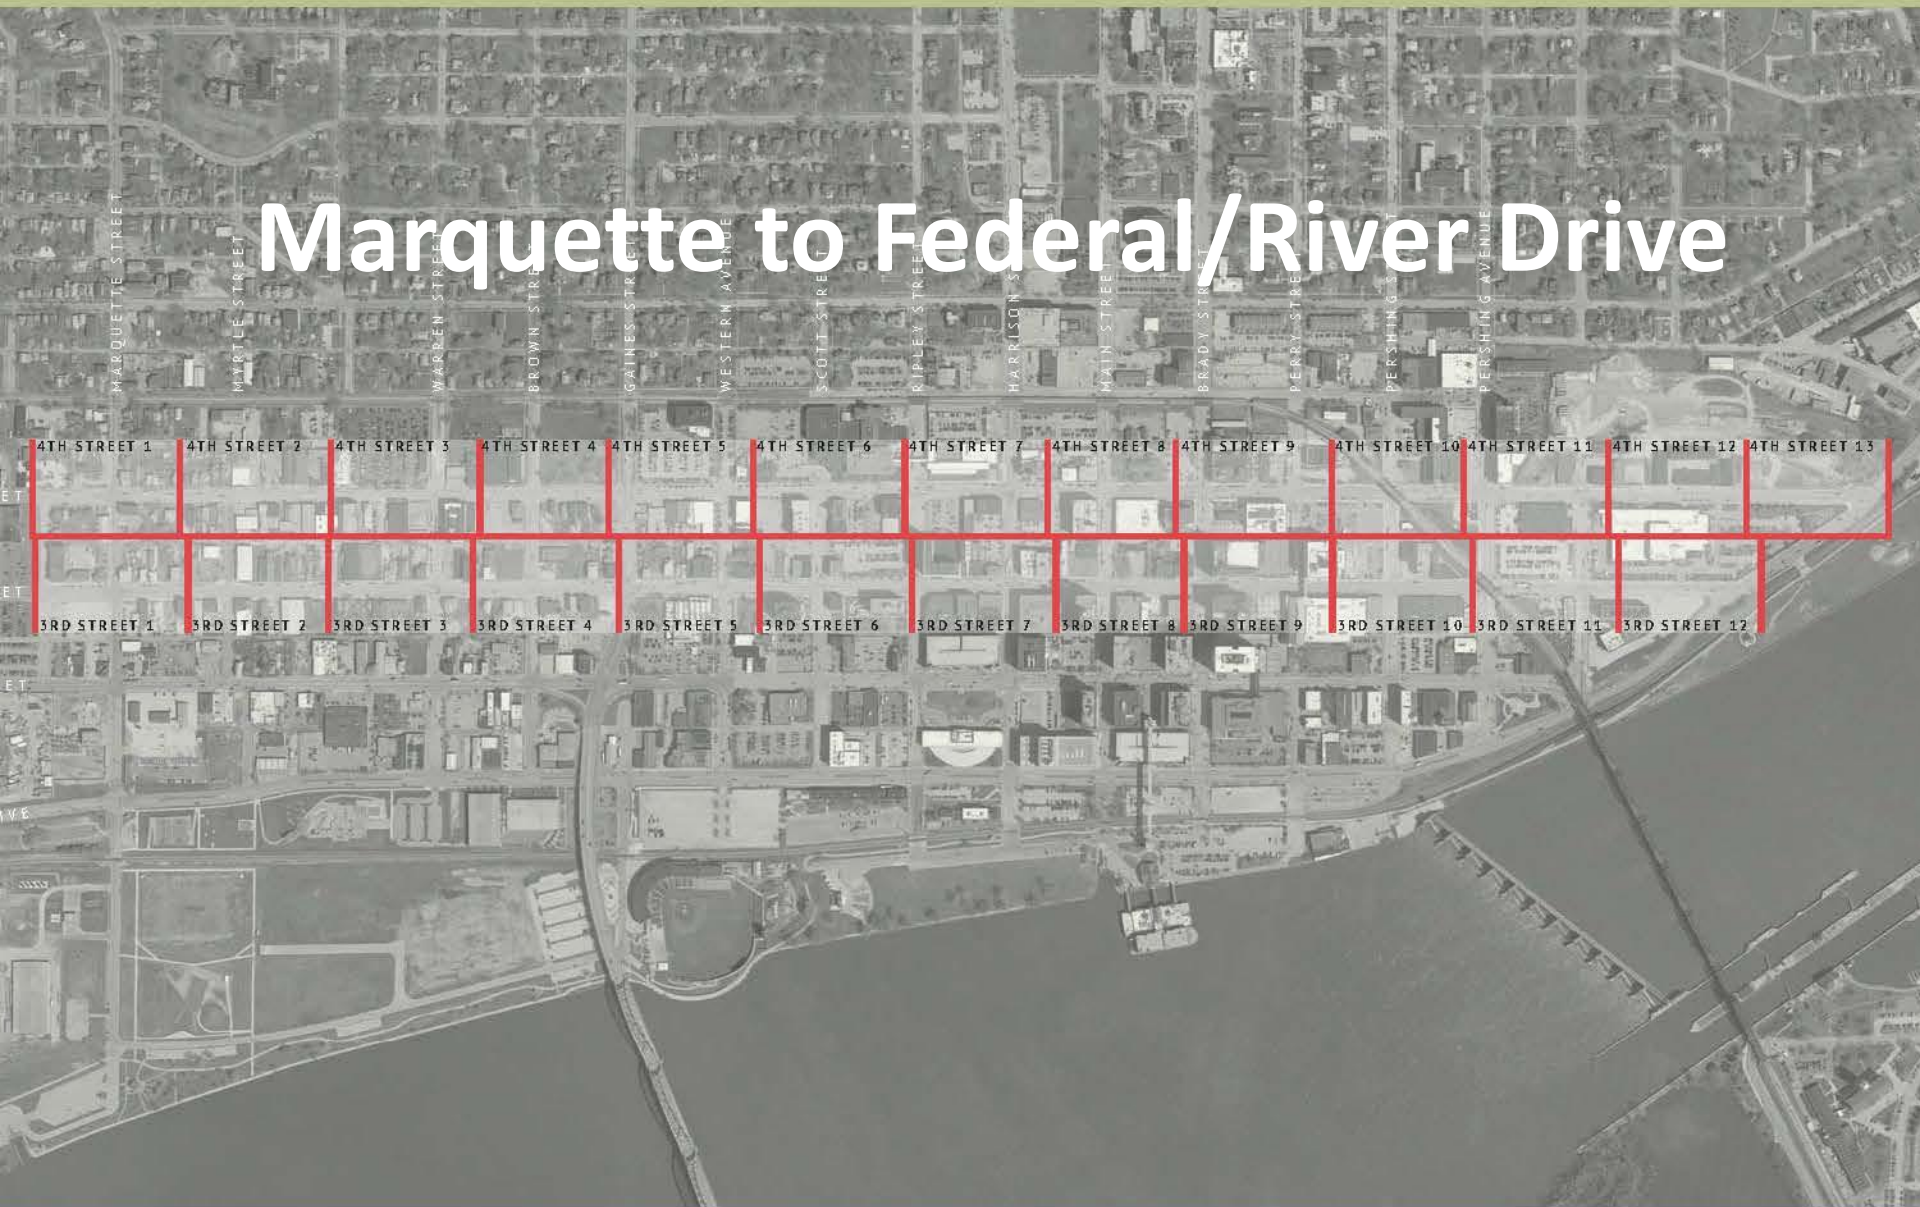 Marquette to Federal/River Drive
MARQUETTE STREET
MYRTLE STREET
WARREN STREET
BROWN STREET
GAINES STREET
WESTERN AVENUE
SCOTT STREET
RIPLEY STREET
HARRISON S
MAIN STREET
BRADY STREET
PERRY STREET
PERSHING ST
PERSHING AVENUE
4TH STREET 1
4TH STREET 2
4TH STREET 3
4TH STREET 4
4TH STREET 5
4TH STREET 6
4TH STREET 7
4TH STREET 8
4TH STREET 9
4TH STREET 10
4TH STREET 11
4TH STREET 12
4TH STREET 13
ET
ET
3RD STREET 1
3RD STREET 2
3RD STREET 3
3RD STREET 4
3RD STREET 5
3RD STREET 6
3RD STREET 7
3RD STREET 8
3RD STREET 9
3RD STREET 10
3RD STREET 11
3RD STREET 12
ET
IVE